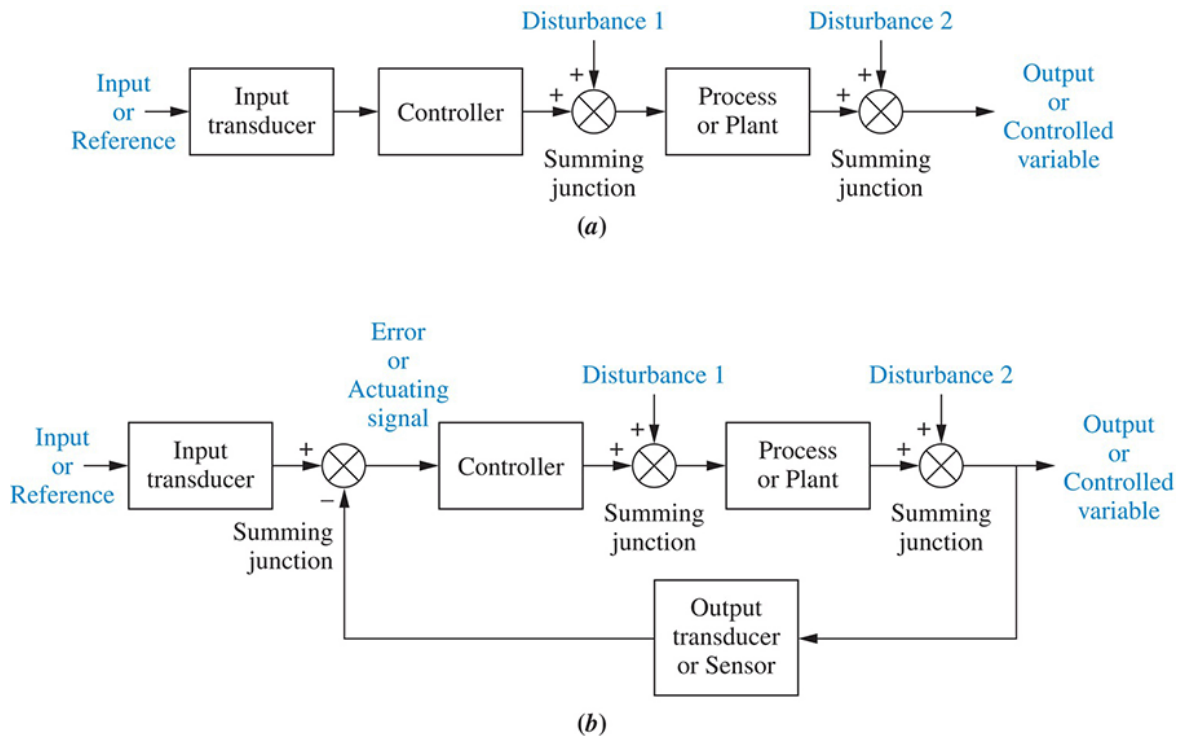 Disturbance 1
Disturbance 2
Input
or
Reference
Input
transducer
Controller
+
+
Summing
junction
Process
or Plant
+
+
Summing
junction
Output
or
Controlled
variable
(a)
Error
or
Actuating
signal
Disturbance 1
Disturbance 2
Input
or
Reference
Input
transducer
+
–
Summing
junction
Controller
+
+
Summing
junction
Process
or Plant
+
+
Summing
junction
Output
or
Controlled
variable
Output
transducer
or Sensor
(b)